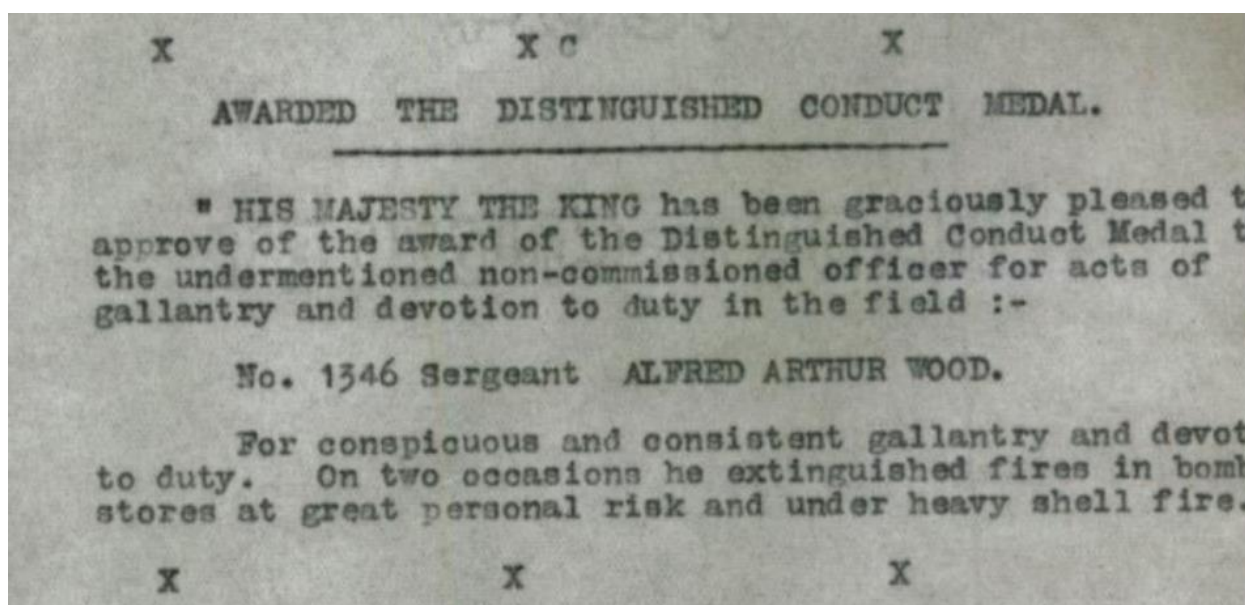 X X C X
AWARDED THE DISTINGUISHED CONDUCT MEDAL.
" HIS MAJESTY THE KING has been graciously pleased t
approve of the award of the Distinguished Conduct Medal t
the undermentioned non-commissioned officer for acts of
gallantry and devotion to duty in the field :-
No. 1346 Sergeant ALFRED ARTHUR WOOD.
For conspicuous and consistent gallantry and devot
to duty. On two occasions he extinguished fires in bomb
stores at great personal risk and under heavy shell fire.
X X X